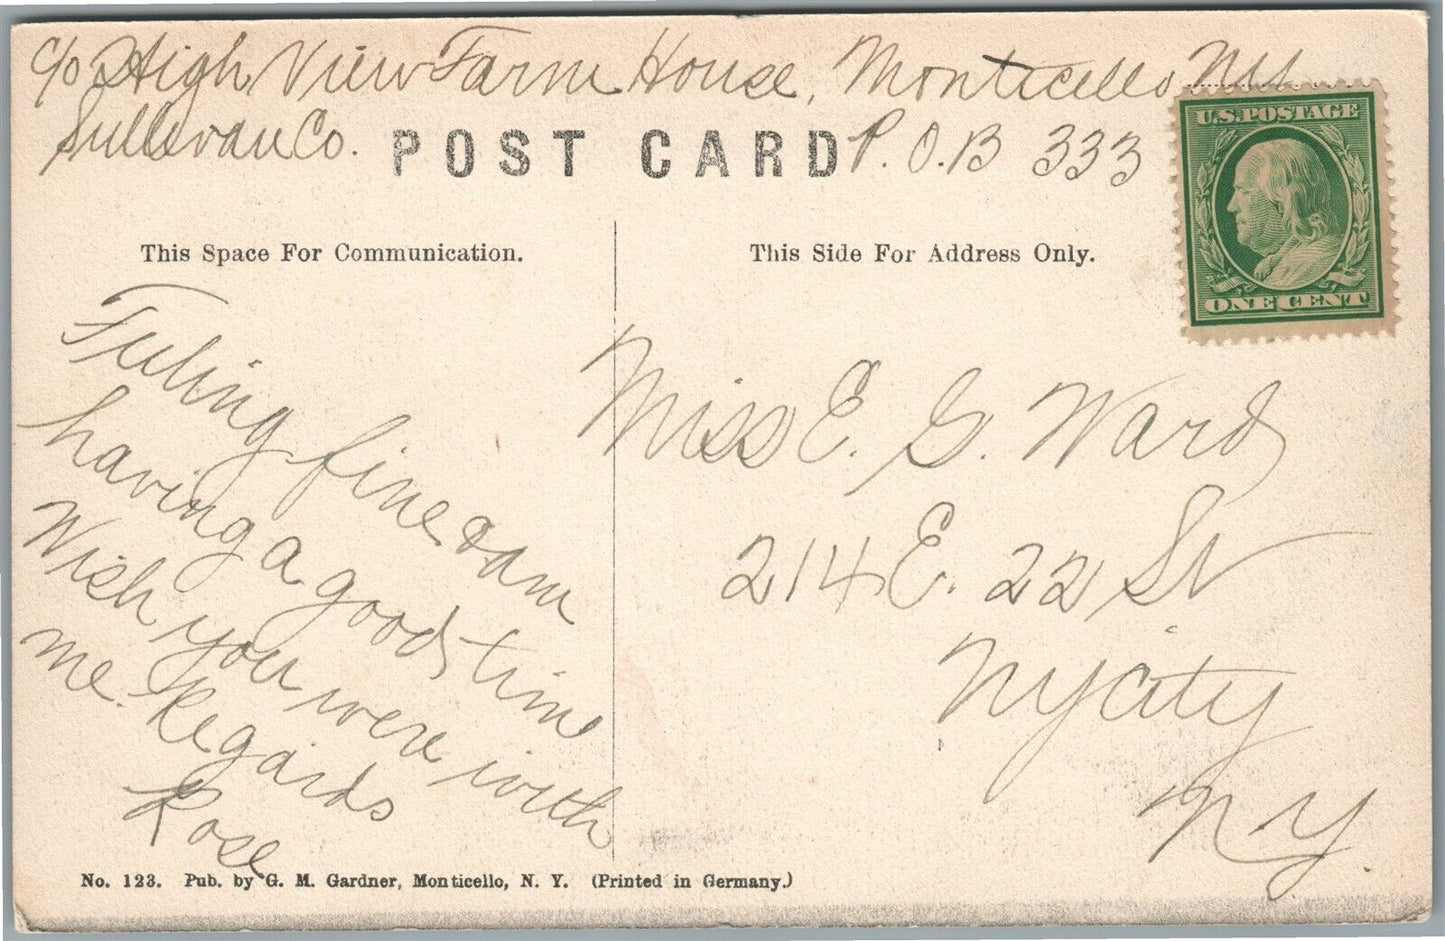 c/o High View Farm House, Monticello NY
Sullivan Co. P.O.B 333
POST CARD
U.S. POSTAGE
ONE CENT
This Space For Communication.
This Side For Address Only.
Fuling fine & am
having a good time
Wish you were with
me. Regards
Rose
Miss E. G. Ward
214 E. 22 St
NY City
N.Y.
No. 123. Pub. by G. M. Gardner, Monticello, N. Y. (Printed in Germany.)